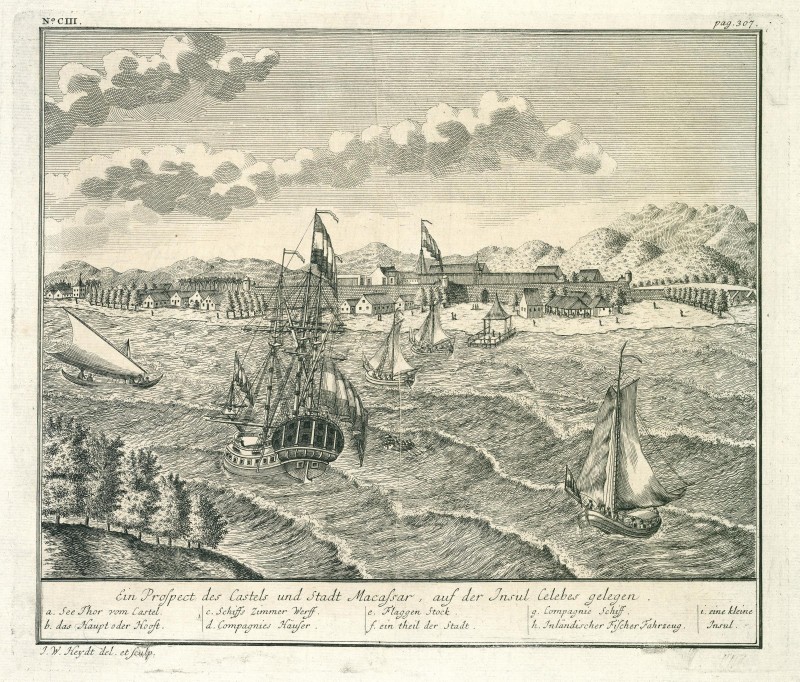 Nº CIII.
pag. 307.
Ein Prospect des Castels und Stadt Macassar, auf der Insul Celebes gelegen.
a. See Thor vom Castel
b. das Haupt oder Hooft.
c. Schiffs Zimmer Werff.
d. Compagnies Häuser.
e. Flaggen Stock
f. ein theil der Stadt.
g. Compagnie Schiff
h. Inländischer Fischer Fahrzeug.
i. eine kleine
Insul.
J. W. Heydt del. et sculp.